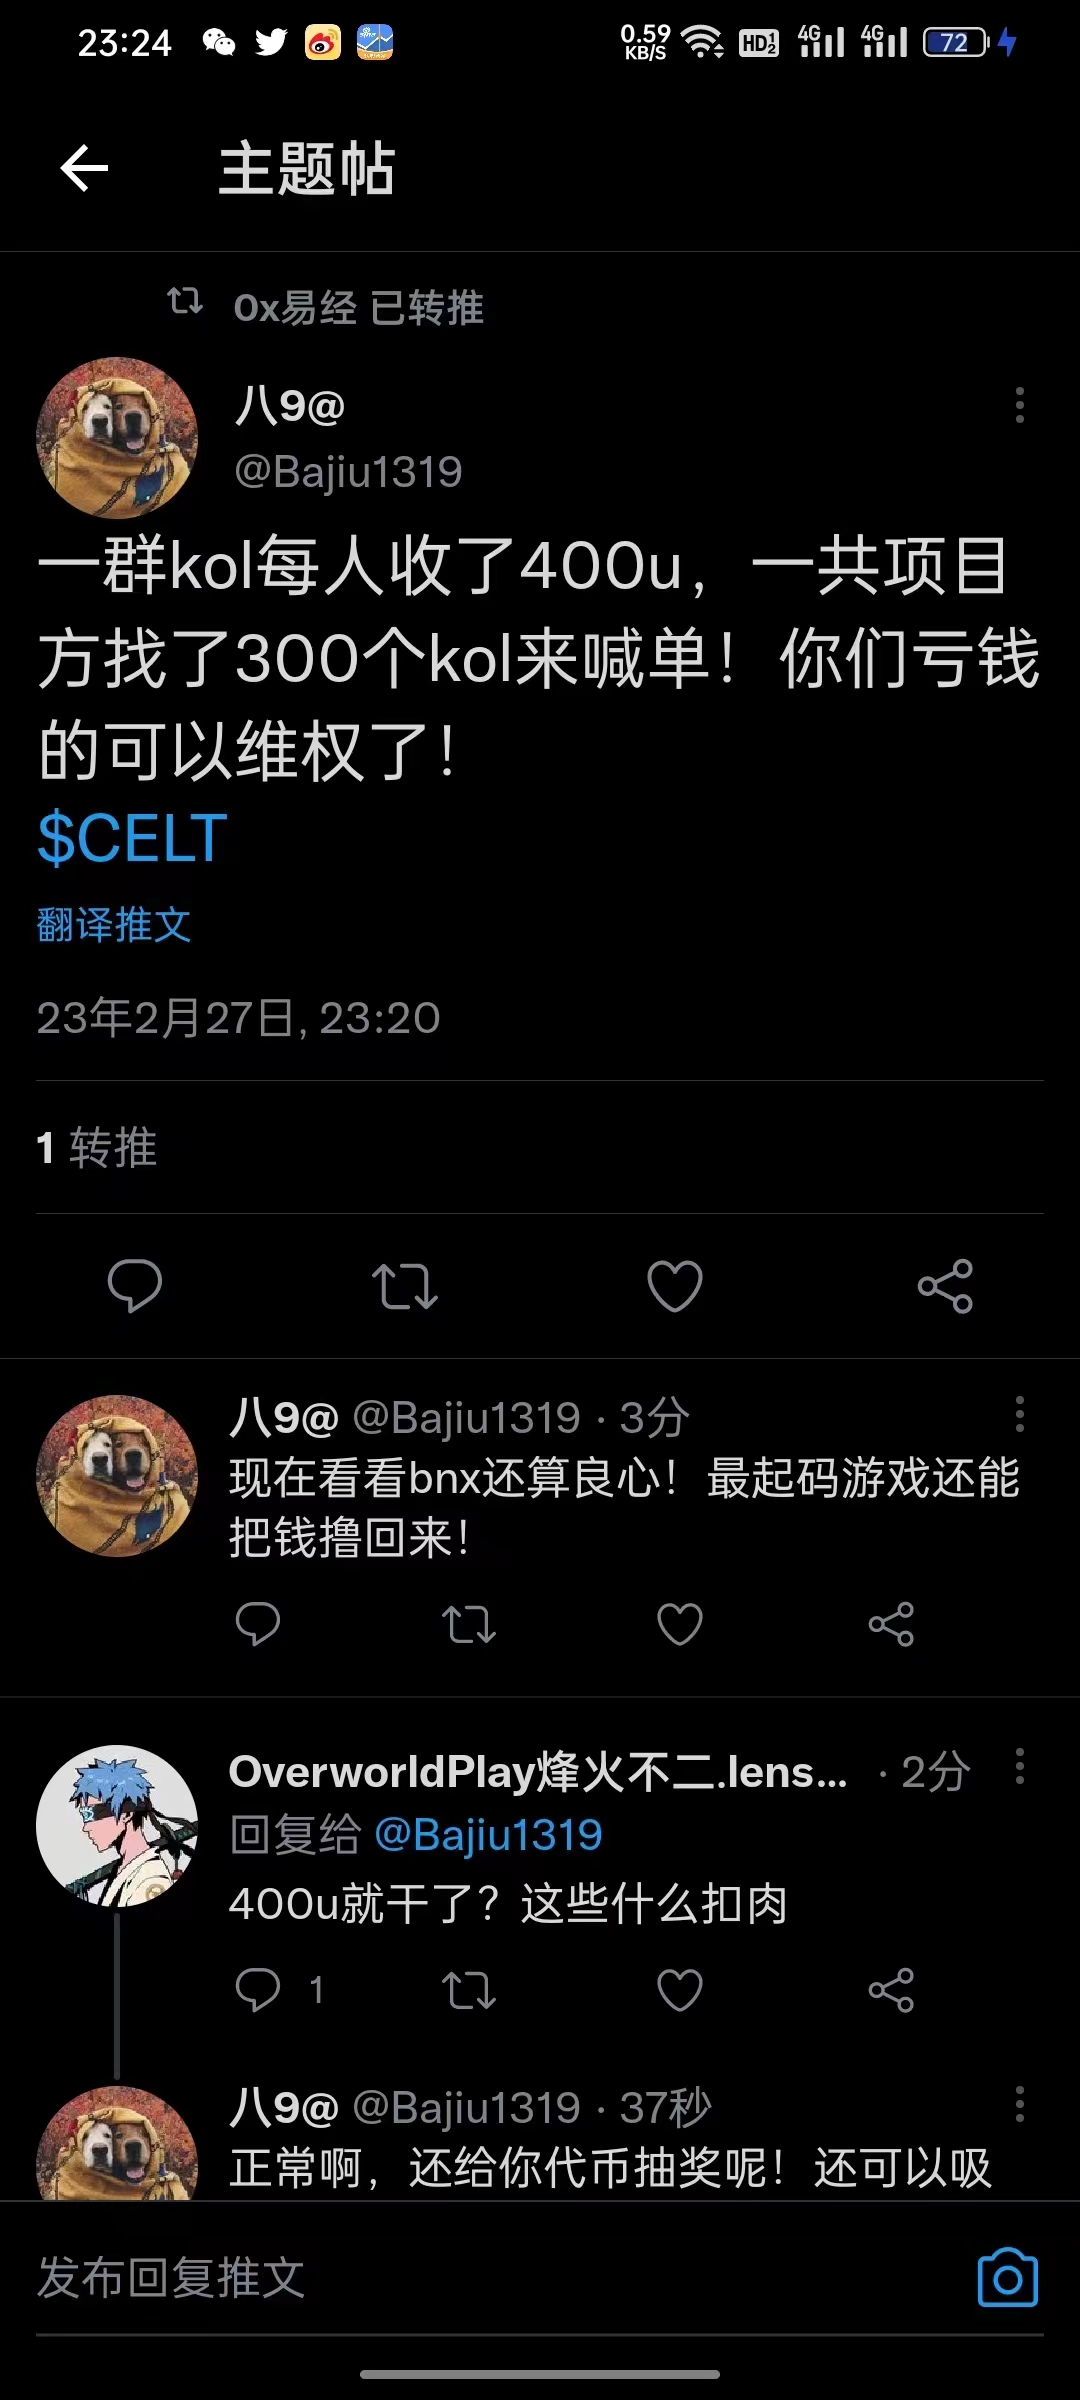 23:24
0.59
KB/S
HD 1 2
4G
4G
72
主题帖
0x易经 已转推
八9@
@Bajiu1319
一群kol每人收了400u，一共项目
方找了300个kol来喊单！你们亏钱
的可以维权了！
$CELT
翻译推文
23年2月27日, 23:20
1 转推
八9@ @Bajiu1319 · 3分
现在看看bnx还算良心！最起码游戏还能
把钱撸回来！
OverworldPlay烽火不二.lens... · 2分
回复给 @Bajiu1319
400u就干了？这些什么扣肉
1
八9@ @Bajiu1319 · 37秒
正常啊，还给你代币抽奖呢！还可以吸
发布回复推文